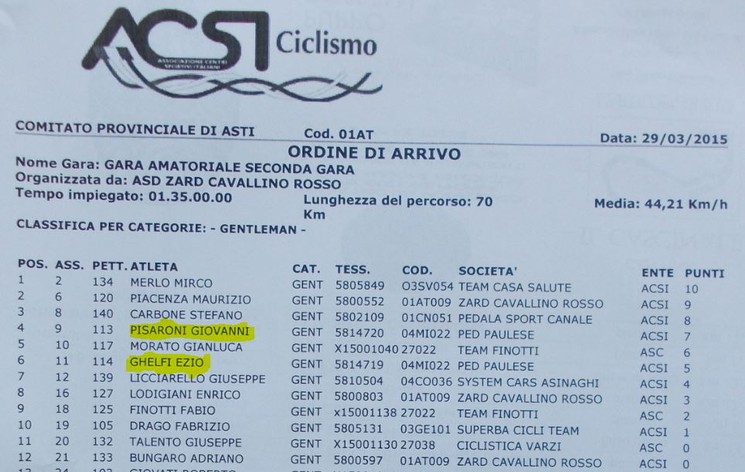 ACSI Ciclismo
ASSOCIAZIONE CENTRI
SPORTIVI ITALIANI
COMITATO PROVINCIALE DI ASTI Cod. 01AT Data: 29/03/2015
ORDINE DI ARRIVO
Nome Gara: GARA AMATORIALE SECONDA GARA
Organizzata da: ASD ZARD CAVALLINO ROSSO
Tempo impiegato: 01.35.00.00 Lunghezza del percorso: 70 Km Media: 44,21 Km/h
CLASSIFICA PER CATEGORIE: - GENTLEMAN -
POS. ASS. PETT. ATLETA CAT. TESS. COD. SOCIETA' ENTE PUNTI
1 2 134 MERLO MIRCO GENT 5805849 O3SV054 TEAM CASA SALUTE ACSI 10
2 6 120 PIACENZA MAURIZIO GENT 5800552 01AT009 ZARD CAVALLINO ROSSO ACSI 9
3 8 140 CARBONE STEFANO GENT 5802109 01CN051 PEDALA SPORT CANALE ACSI 8
4 9 113 PISARONI GIOVANNI GENT 5814720 04MI022 PED PAULESE ACSI 7
5 10 117 MORATO GIANLUCA GENT X15001040 27022 TEAM FINOTTI ASC 6
6 11 114 GHELFI EZIO GENT 5814719 04MI022 PED PAULESE ACSI 5
7 12 139 LICCIARELLO GIUSEPPE GENT 5810504 04CO036 SYSTEM CARS ASINAGHI ACSI 4
8 16 127 LODIGIANI ENRICO GENT 5800803 01AT009 ZARD CAVALLINO ROSSO ACSI 3
9 18 125 FINOTTI FABIO GENT x15001138 27022 TEAM FINOTTI ASC 2
10 19 105 DRAGO FABRIZIO GENT 5805131 03GE101 SUPERBA CICLI TEAM ACSI 1
11 20 132 TALENTO GIUSEPPE GENT X15001130 27038 CICLISTICA VARZI ASC 0
12 21 133 BUNGARO ADRIANO GENT 5800597 01AT009 ZARD CAVALLINO ROSSO ACSI 0